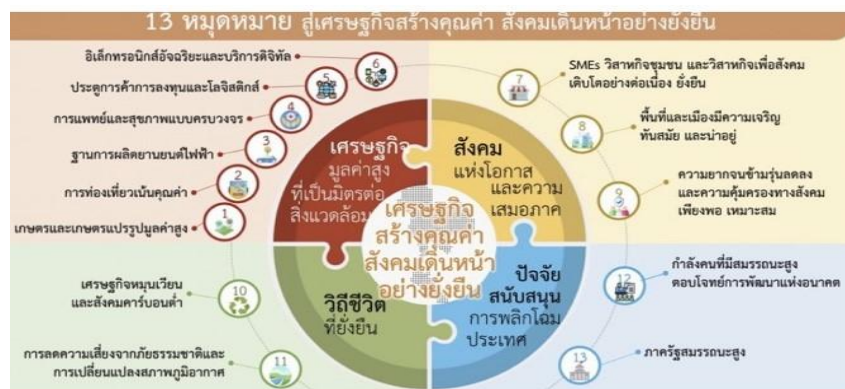 13 หมุดหมาย สู่เศรษฐกิจสร้างคุณค่า สังคมเดินหน้าอย่างยั่งยืน
อิเล็กทรอนิกส์อัจฉริยะและบริการดิจิทัล
6
ประตูการค้าการลงทุนและโลจิสติกส์
5
การแพทย์และสุขภาพแบบครบวงจร
4
ฐานการผลิตยานยนต์ไฟฟ้า
3
การท่องเที่ยวเน้นคุณค่า
2
เกษตรและเกษตรแปรรูปมูลค่าสูง
1
เศรษฐกิจ
มูลค่าสูง
ที่เป็นมิตรต่อ
สิ่งแวดล้อม
สังคม
แห่งโอกาส
และความ
เสมอภาค
7
SMEs วิสาหกิจชุมชน และวิสาหกิจเพื่อสังคม
เติบโตอย่างต่อเนื่อง ยั่งยืน
8
พื้นที่และเมืองมีความเจริญ
ทันสมัย และน่าอยู่
9
ความยากจนข้ามรุ่นลดลง
และความคุ้มครองทางสังคม
เพียงพอ เหมาะสม
เศรษฐกิจ
สร้างคุณค่า
สังคมเดินหน้า
อย่างยั่งยืน
เศรษฐกิจหมุนเวียน
และสังคมคาร์บอนต่ำ
10
การลดความเสี่ยงจากภัยธรรมชาติและ
การเปลี่ยนแปลงสภาพภูมิอากาศ
11
วิถีชีวิต
ที่ยั่งยืน
ปัจจัย
สนับสนุน
การพลิกโฉม
ประเทศ
12
กำลังคนที่มีสมรรถนะสูง
ตอบโจทย์การพัฒนาแห่งอนาคต
13
ภาครัฐสมรรถนะสูง